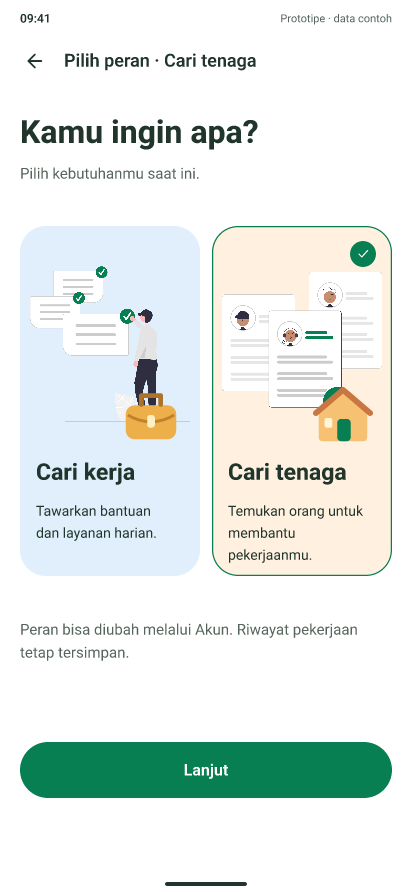 09:41
Prototipe · data contoh
Pilih peran · Cari tenaga
Kamu ingin apa?
Pilih kebutuhanmu saat ini.
Cari kerja
Tawarkan bantuan
dan layanan harian.
Cari tenaga
Temukan orang untuk
membantu
pekerjaanmu.
Peran bisa diubah melalui Akun. Riwayat pekerjaan
tetap tersimpan.
Lanjut